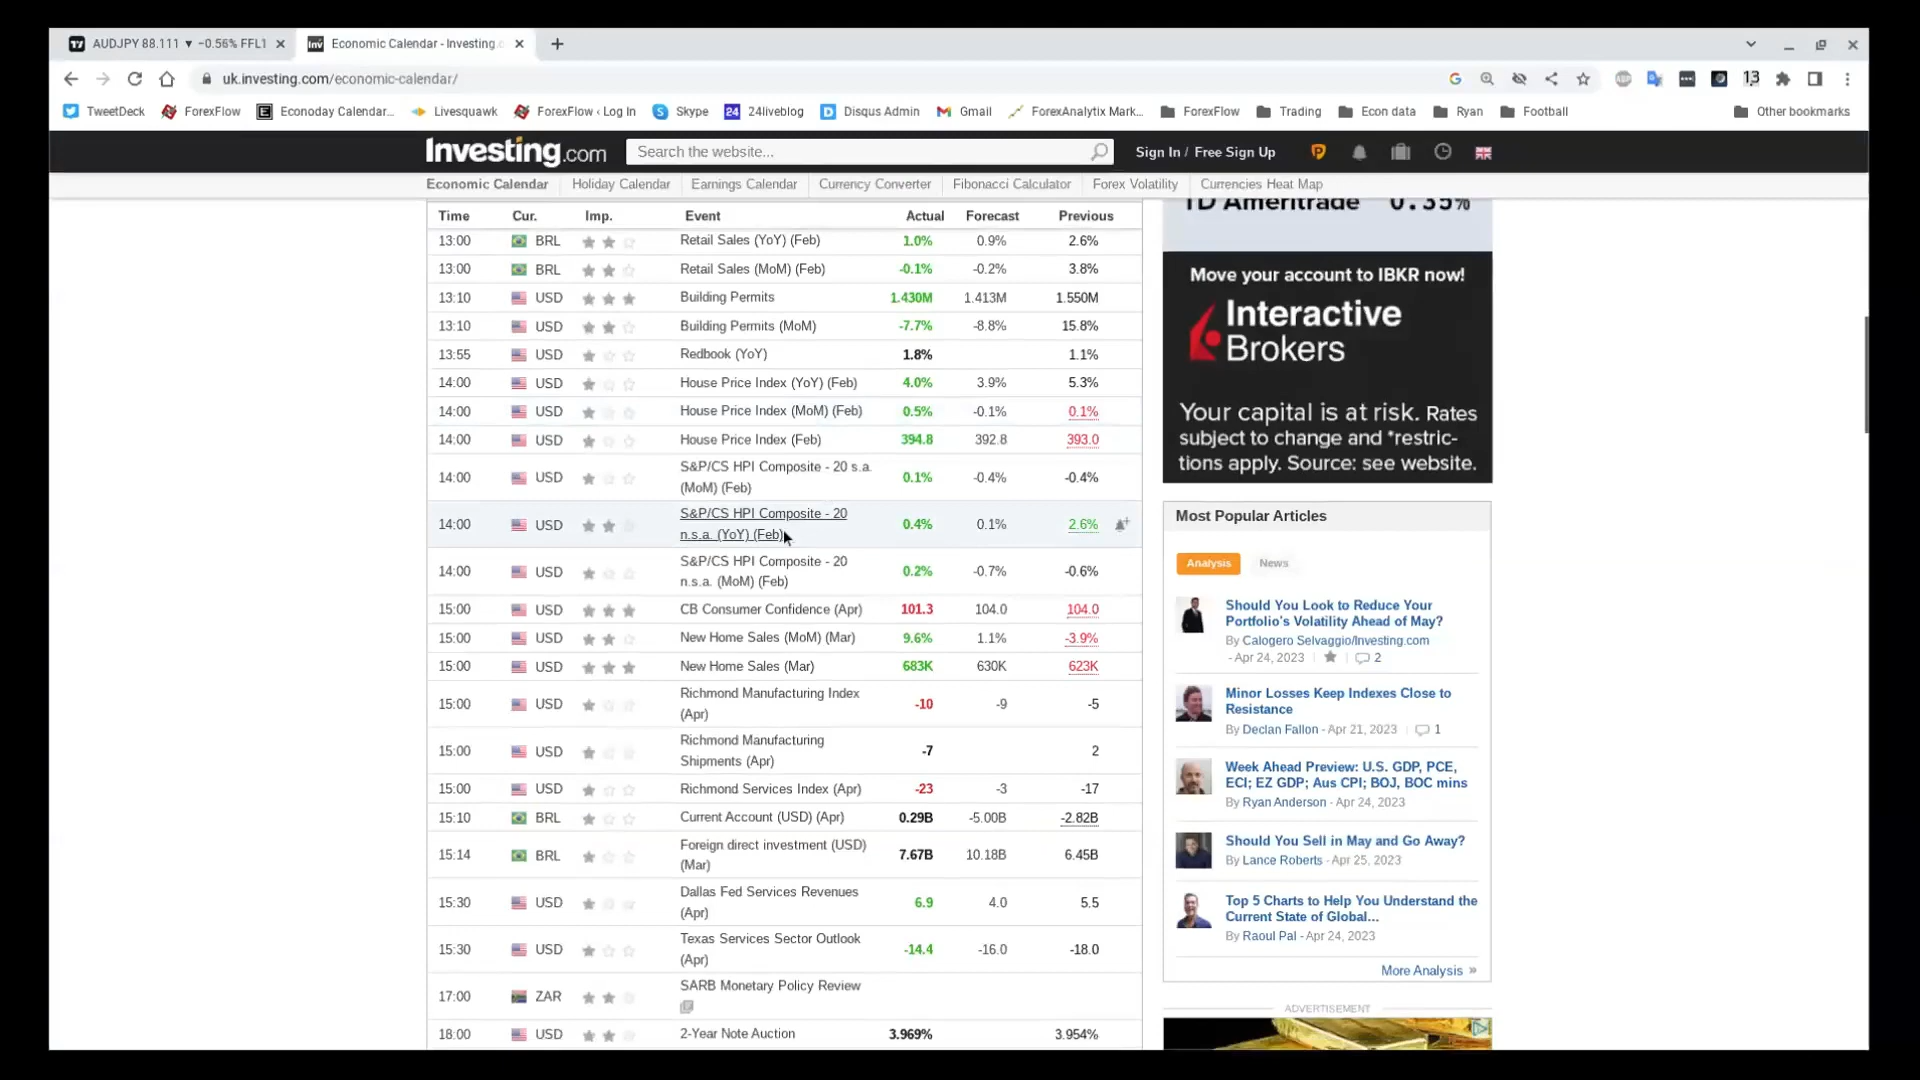 AUDJPY 88.111 ▼ −0.56% FFL1
Economic Calendar - Investing.c
uk.investing.com/economic-calendar/
13
TweetDeck ForexFlow Econoday Calendar... Livesquawk ForexFlow ‹ Log In Skype 24 24liveblog Disqus Admin Gmail ForexAnalytix Mark... ForexFlow Trading Econ data Ryan Football Other bookmarks
Investing.com Search the website... Sign In / Free Sign Up
Economic Calendar Holiday Calendar Earnings Calendar Currency Converter Fibonacci Calculator Forex Volatility Currencies Heat Map
Time Cur. Imp. Event Actual Forecast Previous
13:00 BRL Retail Sales (YoY) (Feb) 1.0% 0.9% 2.6%
13:00 BRL Retail Sales (MoM) (Feb) -0.1% -0.2% 3.8%
13:10 USD Building Permits 1.430M 1.413M 1.550M
13:10 USD Building Permits (MoM) -7.7% -8.8% 15.8%
13:55 USD Redbook (YoY) 1.8% 1.1%
14:00 USD House Price Index (YoY) (Feb) 4.0% 3.9% 5.3%
14:00 USD House Price Index (MoM) (Feb) 0.5% -0.1% 0.1%
14:00 USD House Price Index (Feb) 394.8 392.8 393.0
14:00 USD S&P/CS HPI Composite - 20 s.a.
(MoM) (Feb) 0.1% -0.4% -0.4%
14:00 USD S&P/CS HPI Composite - 20
n.s.a. (YoY) (Feb) 0.4% 0.1% 2.6%
14:00 USD S&P/CS HPI Composite - 20
n.s.a. (MoM) (Feb) 0.2% -0.7% -0.6%
15:00 USD CB Consumer Confidence (Apr) 101.3 104.0 104.0
15:00 USD New Home Sales (MoM) (Mar) 9.6% 1.1% -3.9%
15:00 USD New Home Sales (Mar) 683K 630K 623K
15:00 USD Richmond Manufacturing Index
(Apr) -10 -9 -5
15:00 USD Richmond Manufacturing
Shipments (Apr) -7 2
15:00 USD Richmond Services Index (Apr) -23 -3 -17
15:10 BRL Current Account (USD) (Apr) 0.29B -5.00B -2.82B
15:14 BRL Foreign direct investment (USD)
(Mar) 7.67B 10.18B 6.45B
15:30 USD Dallas Fed Services Revenues
(Apr) 6.9 4.0 5.5
15:30 USD Texas Services Sector Outlook
(Apr) -14.4 -16.0 -18.0
17:00 ZAR SARB Monetary Policy Review
18:00 USD 2-Year Note Auction 3.969% 3.954%
TD Ameritrade 0.35%
Move your account to IBKR now!
Interactive
Brokers
Your capital is at risk. Rates
subject to change and *restric-
tions apply. Source: see website.
Most Popular Articles
Analysis News
Should You Look to Reduce Your
Portfolio's Volatility Ahead of May?
By Calogero Selvaggio/Investing.com
- Apr 24, 2023 2
Minor Losses Keep Indexes Close to
Resistance
By Declan Fallon - Apr 21, 2023 1
Week Ahead Preview: U.S. GDP, PCE,
ECI; EZ GDP; Aus CPI; BOJ, BOC mins
By Ryan Anderson - Apr 24, 2023
Should You Sell in May and Go Away?
By Lance Roberts - Apr 25, 2023
Top 5 Charts to Help You Understand the
Current State of Global...
By Raoul Pal - Apr 24, 2023
More Analysis »
ADVERTISEMENT